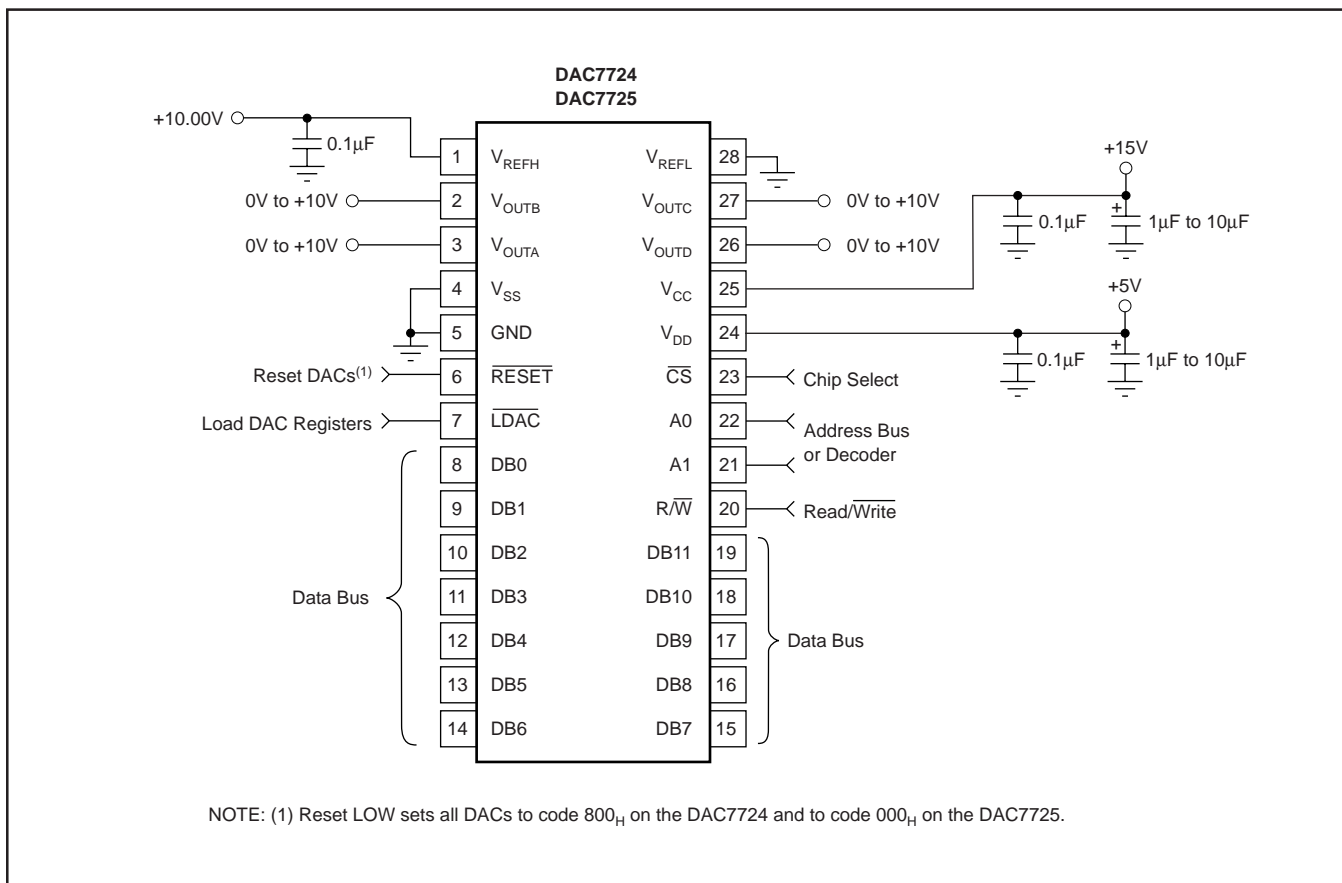 DAC7724
DAC7725
+10.00V
0.1µF
1 V_REFH
V_REFL 28
+15V
0V to +10V 2 V_OUTB
V_OUTC 27 0V to +10V
0.1µF
+
1µF to 10µF
0V to +10V 3 V_OUTA
V_OUTD 26 0V to +10V
4 V_SS
V_CC 25
+5V
5 GND
V_DD 24
0.1µF
+
1µF to 10µF
Reset DACs(1) 6 RESET
CS 23 Chip Select
Load DAC Registers 7 LDAC
A0 22
Address Bus
or Decoder
8 DB0
A1 21
9 DB1
R/W 20 Read/Write
10 DB2
DB11 19
Data Bus
11 DB3
DB10 18
12 DB4
DB9 17
Data Bus
13 DB5
DB8 16
14 DB6
DB7 15
NOTE: (1) Reset LOW sets all DACs to code 800H on the DAC7724 and to code 000H on the DAC7725.